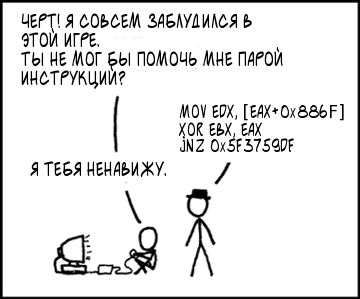 ЧЕРТ! Я СОВСЕМ ЗАБЛУДИЛСЯ В
ЭТОЙ ИГРЕ.
ТЫ НЕ МОГ БЫ ПОМОЧЬ МНЕ ПАРОЙ
ИНСТРУКЦИЙ?
MOV EDX, [EAX+0x886F]
XOR EBX, EAX
JNZ 0x5F3759DF
Я ТЕБЯ НЕНАВИЖУ.